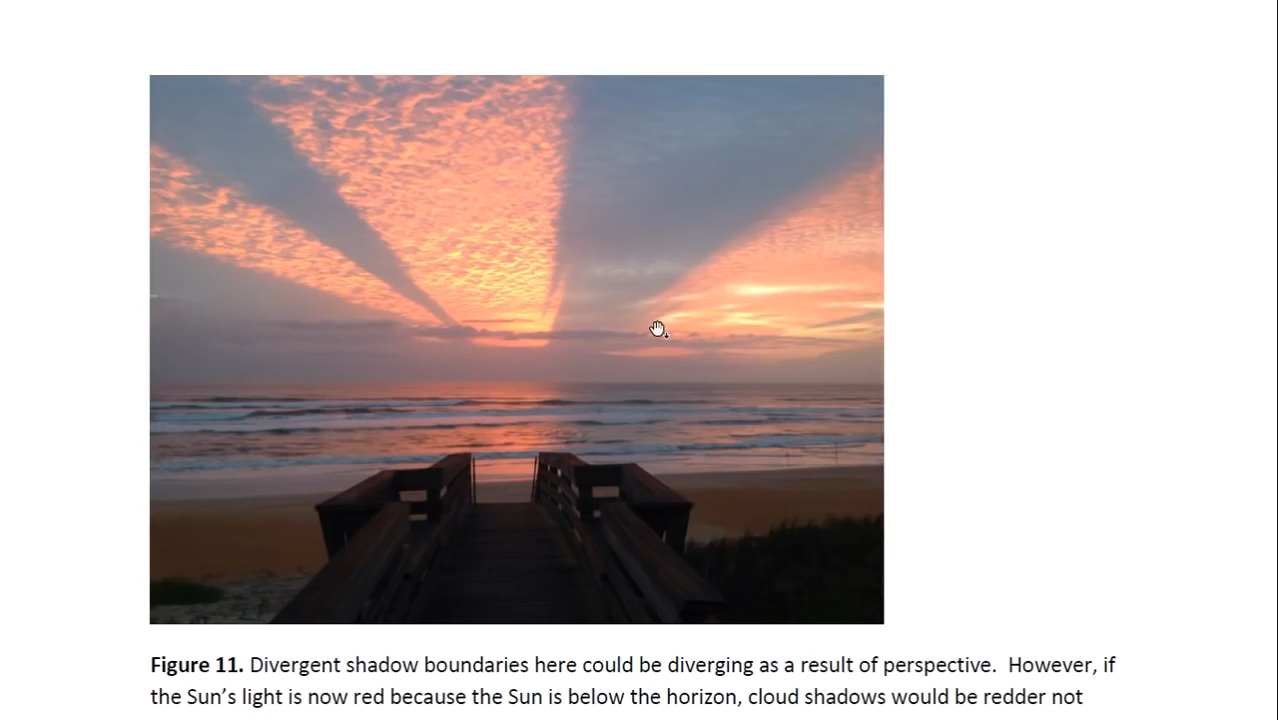 Figure 11. Divergent shadow boundaries here could be diverging as a result of perspective.  However, if
the Sun's light is now red because the Sun is below the horizon, cloud shadows would be redder not